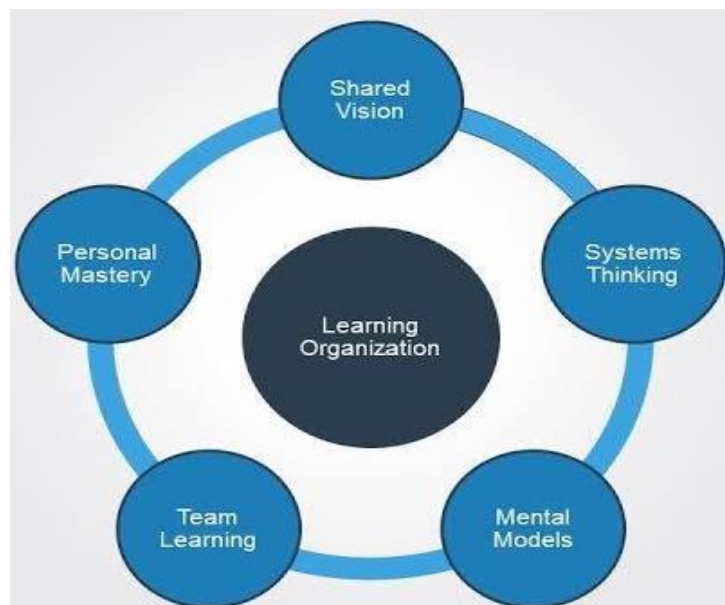 Shared
Vision
Personal
Mastery
Systems
Thinking
Learning
Organization
Team
Learning
Mental
Models